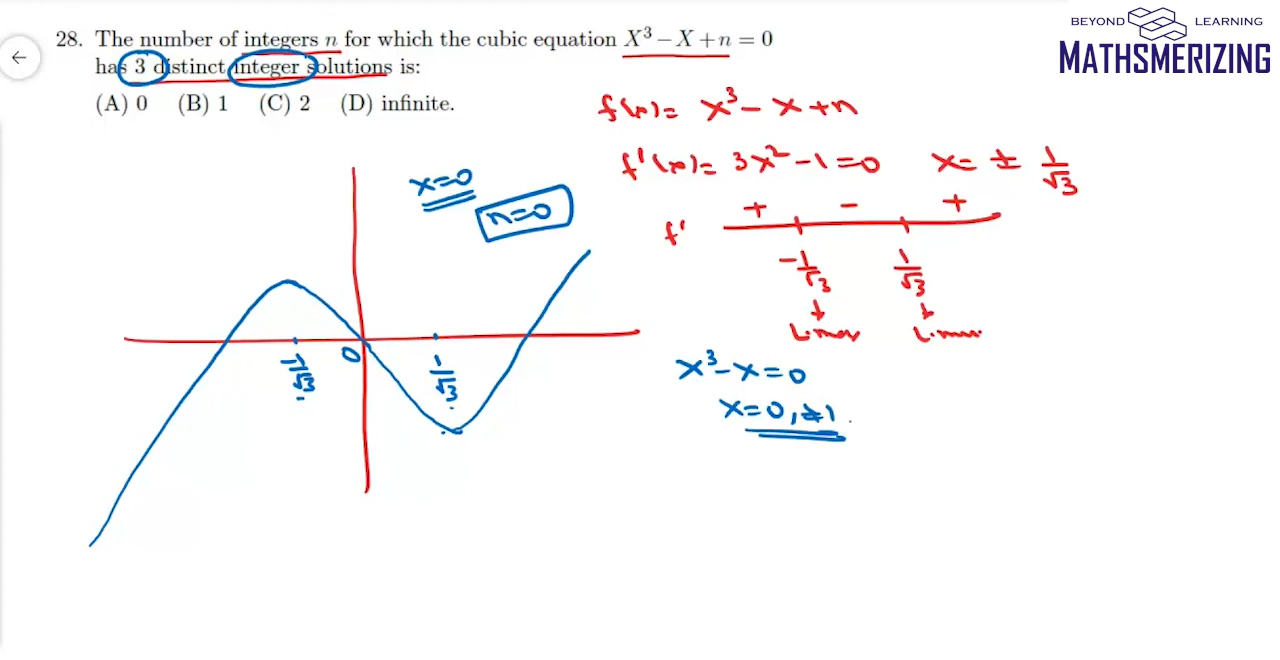 BEYOND LEARNING
MATHSMERIZING
28. The number of integers n for which the cubic equation X³ − X + n = 0
has 3 distinct integer solutions is:
(A) 0 (B) 1 (C) 2 (D) infinite.
f(x)= x³ − x + n
f'(x)= 3x² − 1 = 0 x = ± 1/√3
+ − +
f'
−1/√3 1/√3
x=0
n=0
0
1/√3
x³ − x = 0
x = 0, ±1